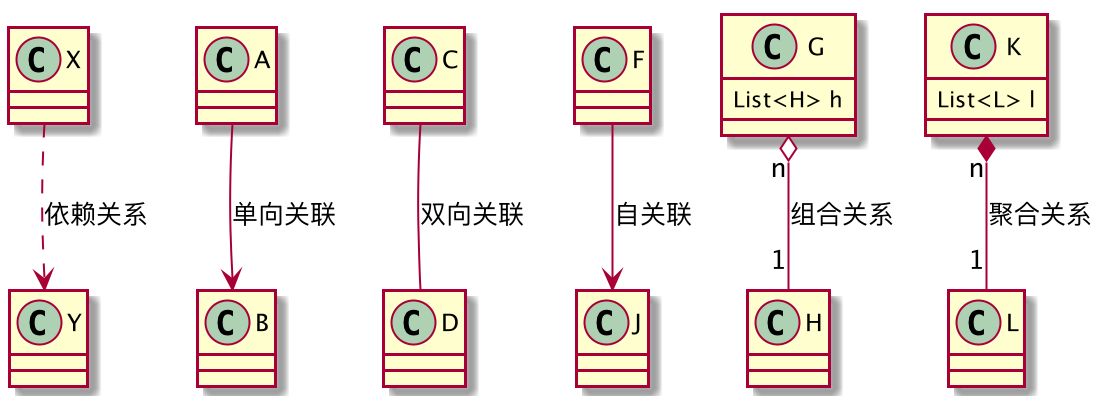 C X
C A
C C
C F
C G
List<H> h
C K
List<L> l
n
n
依赖关系
单向关联
双向关联
自关联
组合关系
聚合关系
1
1
C Y
C B
C D
C J
C H
C L